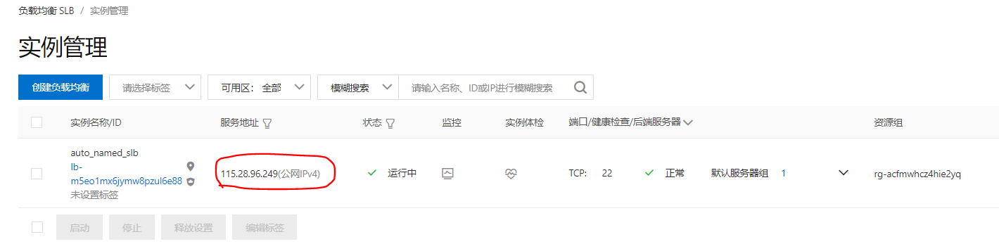 负载均衡 SLB / 实例管理
实例管理
创建负载均衡 请选择标签 可用区： 全部 模糊搜索 请输入名称、ID或IP进行模糊搜索
实例名称/ID 服务地址 状态 监控 实例体检 端口/健康检查/后端服务器 资源组
auto_named_slb
lb-
m5eo1mx6jymw8pzul6e88
未设置标签
115.28.96.249(公网IPv4) 运行中 TCP: 22 正常 默认服务器组 1 rg-acfmwhcz4hie2yq
启动 停止 释放设置 编辑标签